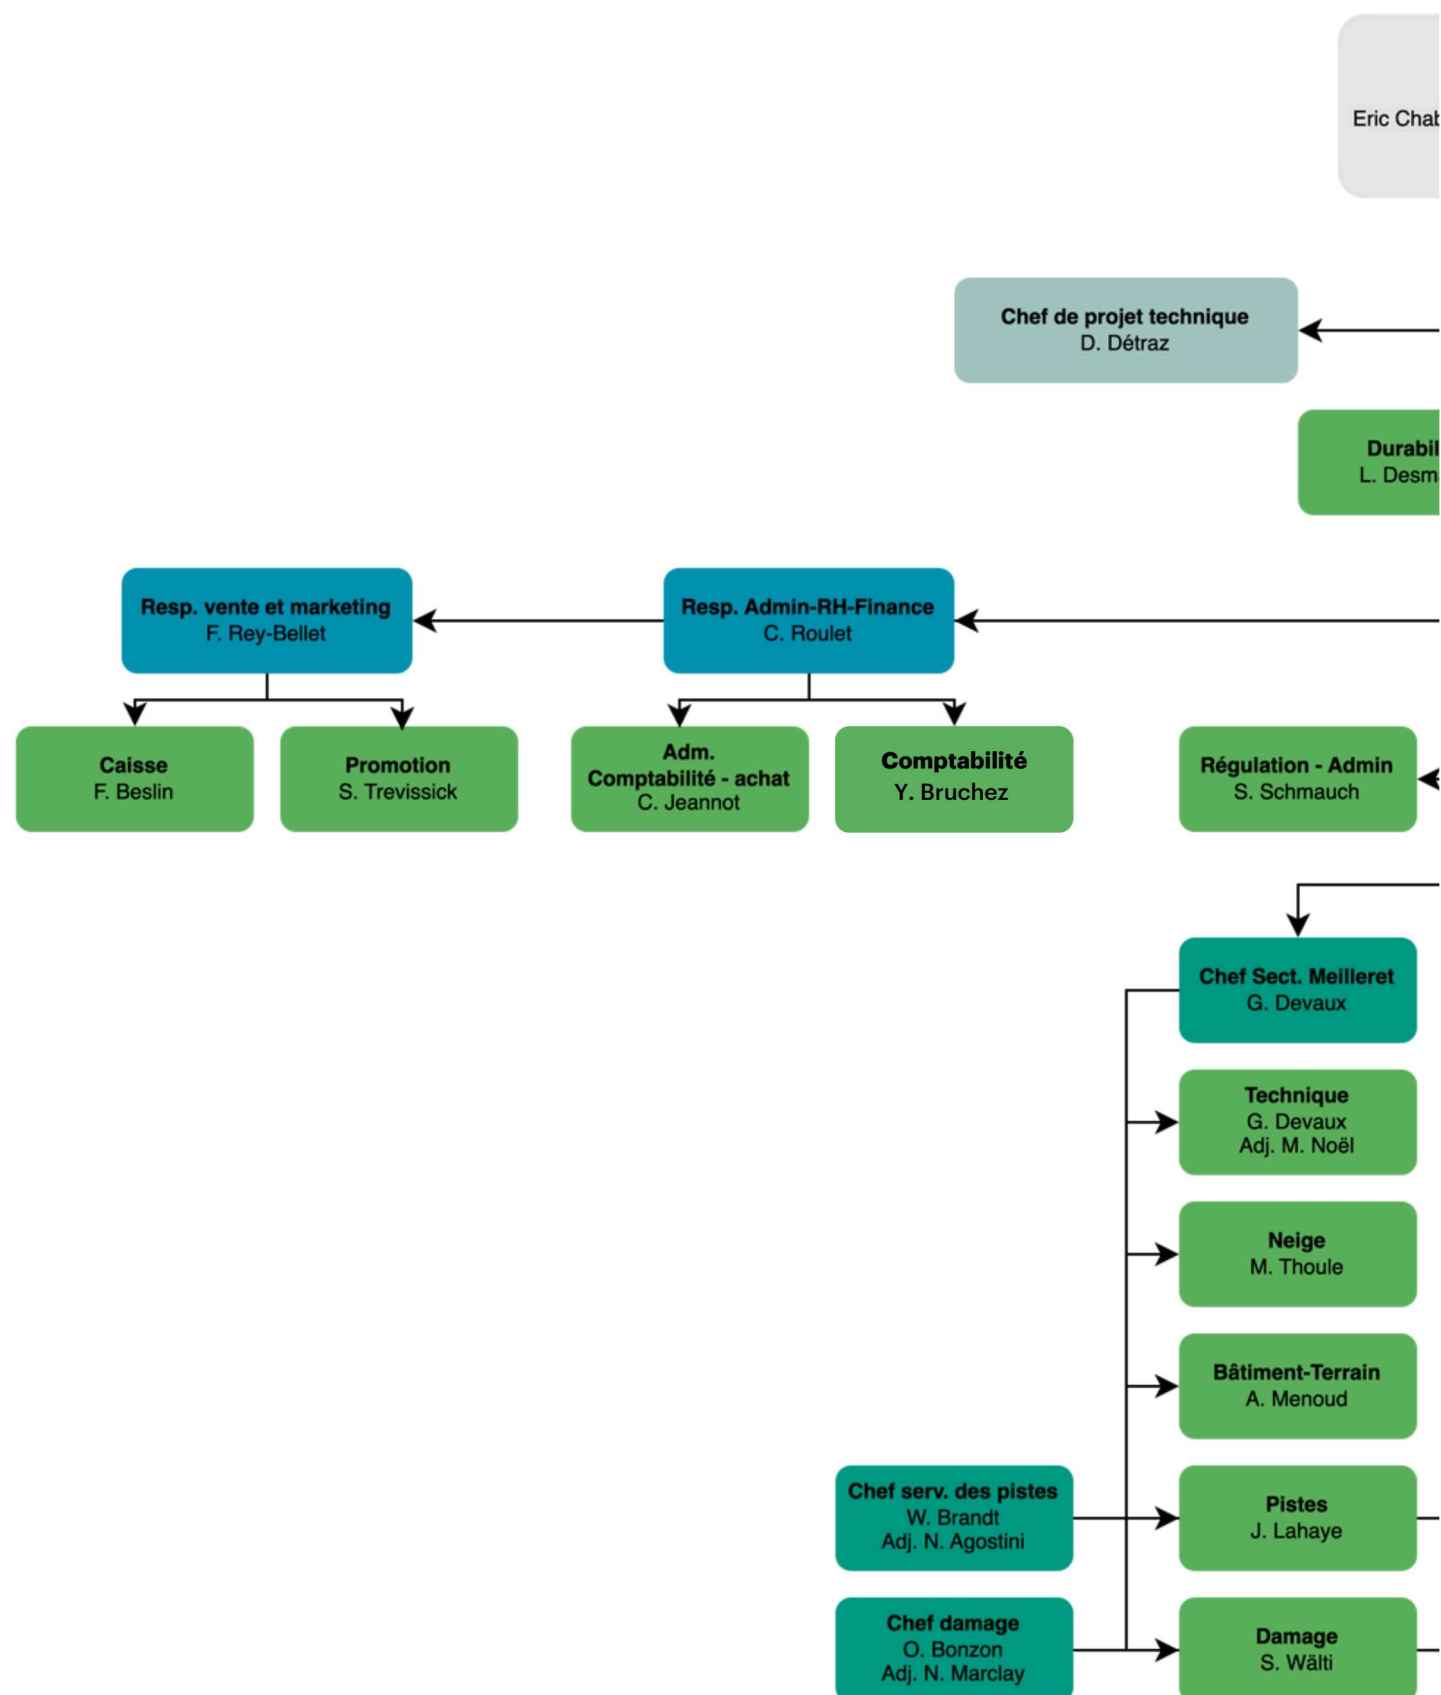 Eric Chab
Chef de projet technique
D. Détraz
Durabil
L. Desm
Resp. vente et marketing
F. Rey-Bellet
Resp. Admin-RH-Finance
C. Roulet
Caisse
F. Beslin
Promotion
S. Trevissick
Adm.
Comptabilité - achat
C. Jeannot
Comptabilité
Y. Bruchez
Régulation - Admin
S. Schmauch
Chef Sect. Meilleret
G. Devaux
Technique
G. Devaux
Adj. M. Noël
Neige
M. Thoule
Bâtiment-Terrain
A. Menoud
Chef serv. des pistes
W. Brandt
Adj. N. Agostini
Pistes
J. Lahaye
Chef damage
O. Bonzon
Adj. N. Marclay
Damage
S. Wälti